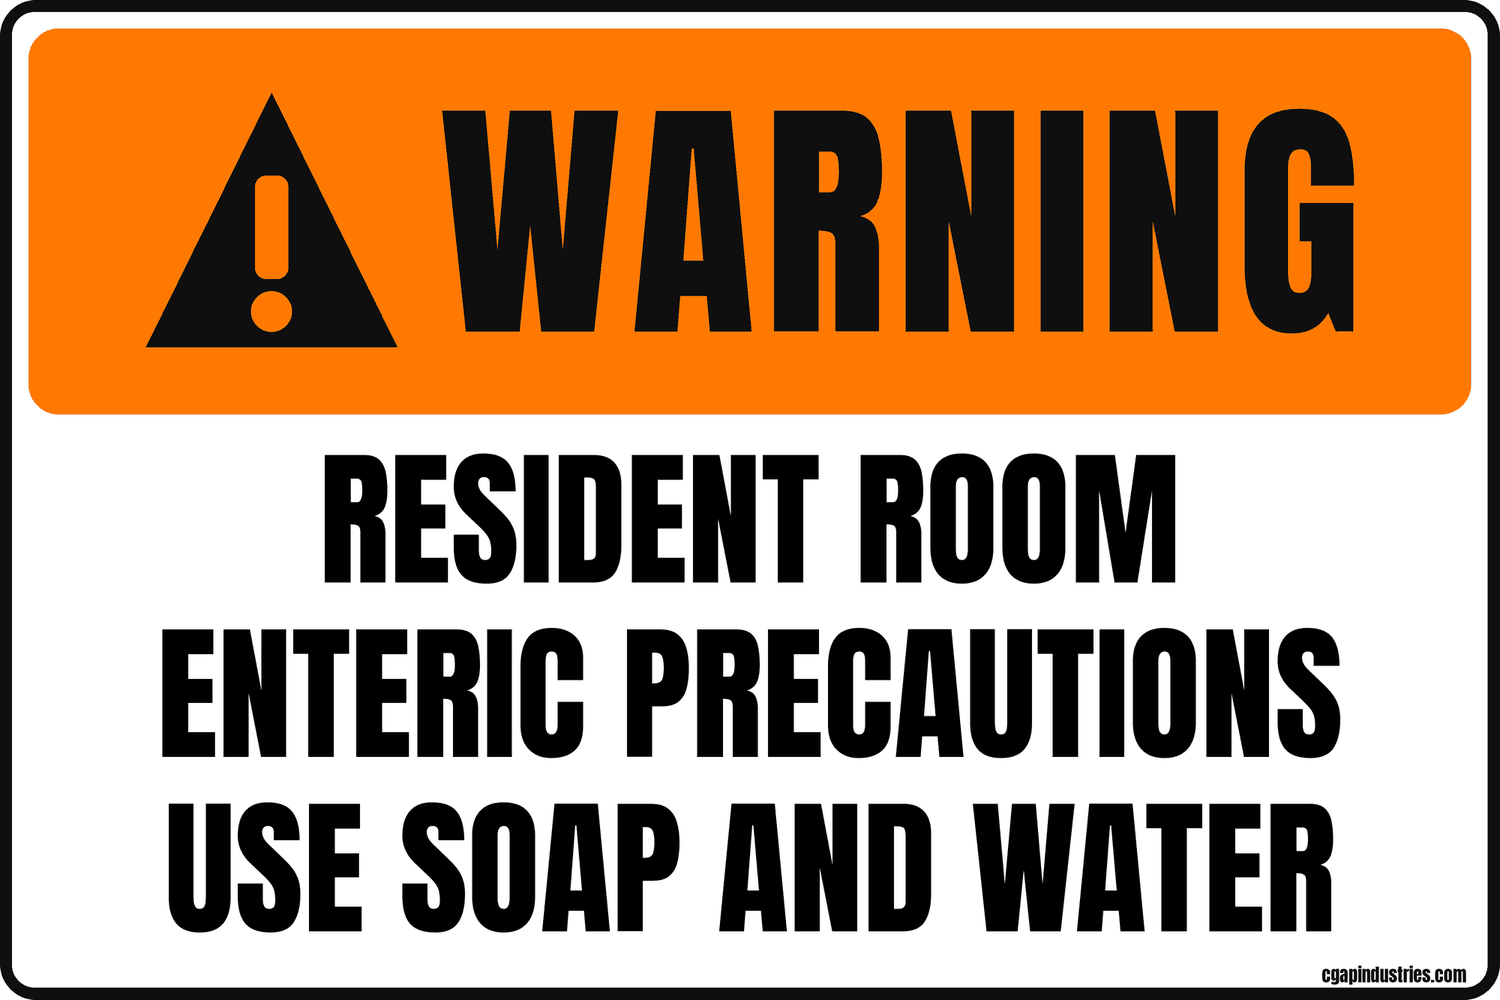 WARNING
RESIDENT ROOM
ENTERIC PRECAUTIONS
USE SOAP AND WATER
cgapindustries.com